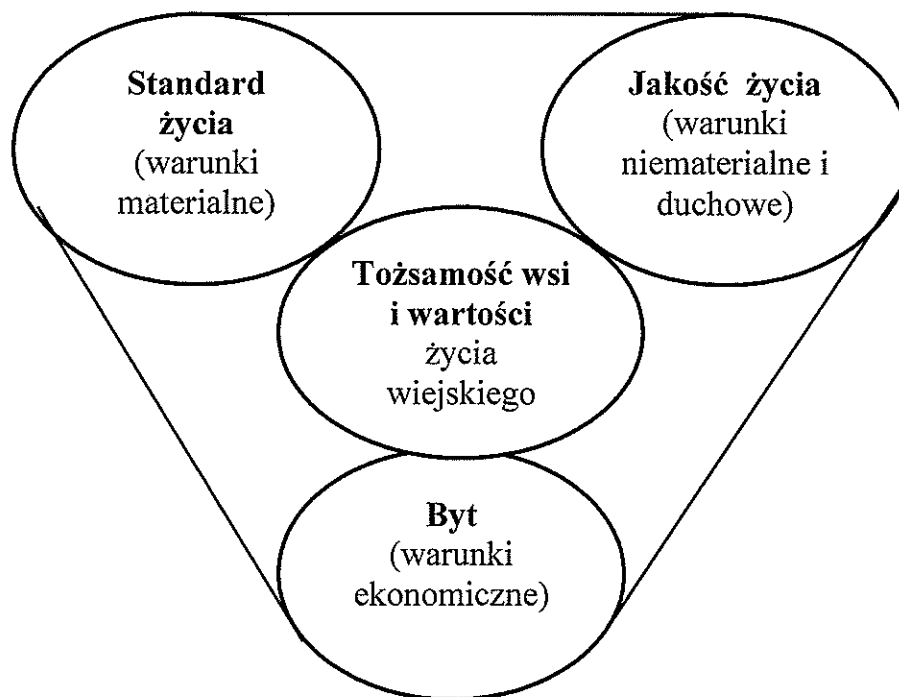 Standard
życia
(warunki
materialne)
Jakość życia
(warunki
niematerialne i
duchowe)
Tożsamość wsi
i wartości
życia
wiejskiego
Byt
(warunki
ekonomiczne)